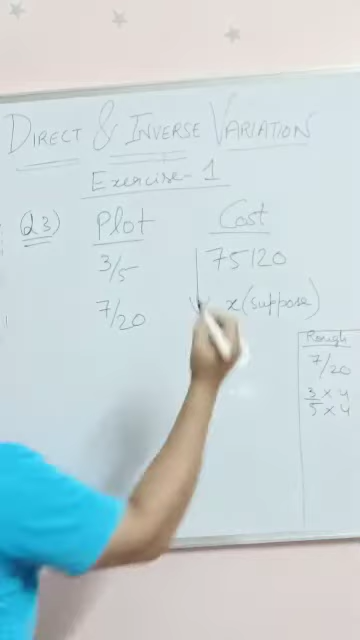 DIRECT & INVERSE VARIATION
Exercise-1
Q3) Plot Cost
3/5 75120
7/20 x (suppose)
Rough
7/20
3/5 × 4
× 4